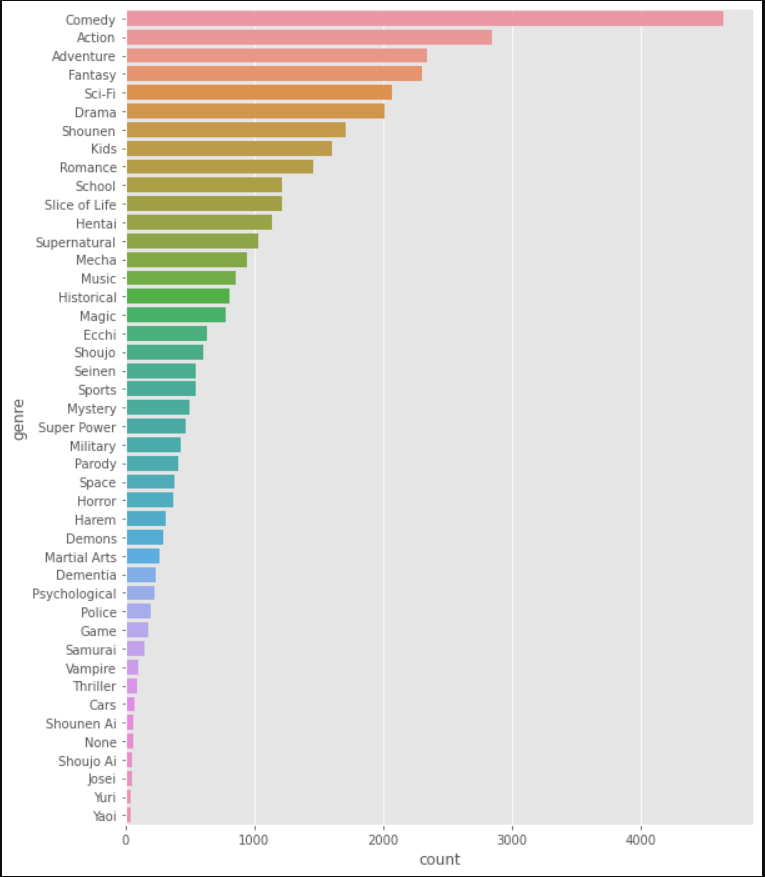 Comedy
Action
Adventure
Fantasy
Sci-Fi
Drama
Shounen
Kids
Romance
School
Slice of Life
Hentai
Supernatural
Mecha
Music
Historical
Magic
Ecchi
Shoujo
Seinen
Sports
Mystery
Super Power
Military
Parody
Space
Horror
Harem
Demons
Martial Arts
Dementia
Psychological
Police
Game
Samurai
Vampire
Thriller
Cars
Shounen Ai
None
Shoujo Ai
Josei
Yuri
Yaoi
genre
0 1000 2000 3000 4000
count